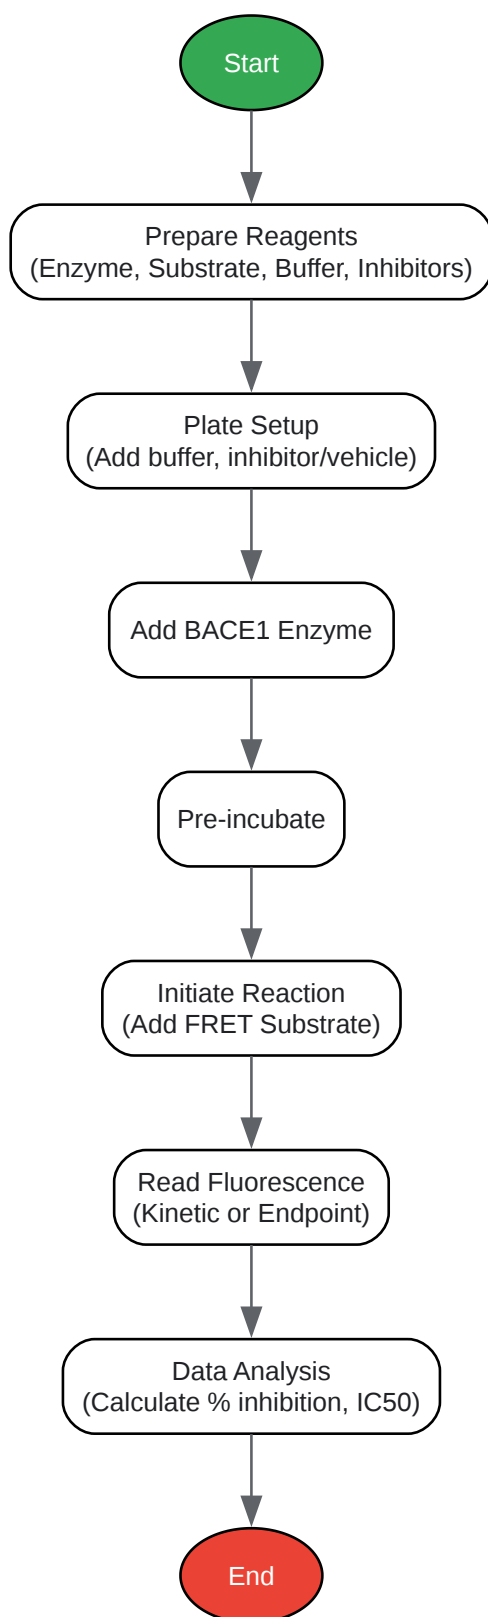 Start
Prepare Reagents
(Enzyme, Substrate, Buffer, Inhibitors)
Plate Setup
(Add buffer, inhibitor/vehicle)
Add BACE1 Enzyme
Pre-incubate
Initiate Reaction
(Add FRET Substrate)
Read Fluorescence
(Kinetic or Endpoint)
Data Analysis
(Calculate % inhibition, IC50)
End